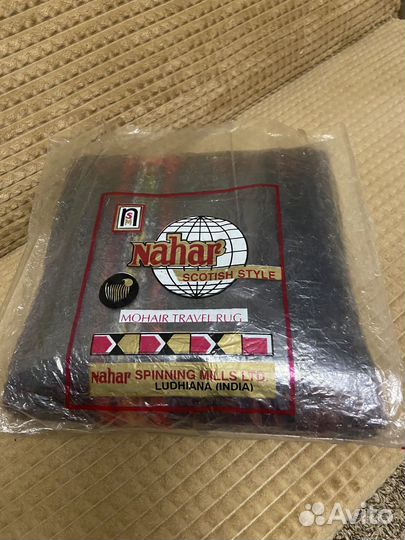 Nahar
SCOTISH STYLE
MOHAIR TRAVEL RUG
Nahar SPINNING MILLS LTD.
LUDHIANA (INDIA)
Avito